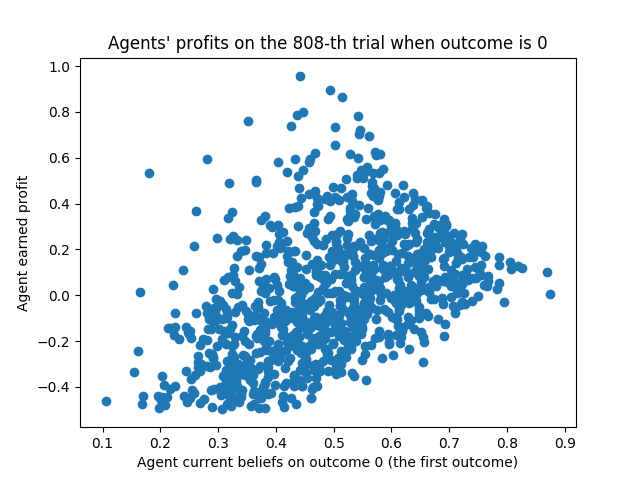 Agents' profits on the 808-th trial when outcome is 0
1.0
0.8
0.6
0.4
0.2
0.0
−0.2
−0.4
Agent earned profit
0.1 0.2 0.3 0.4 0.5 0.6 0.7 0.8 0.9
Agent current beliefs on outcome 0 (the first outcome)